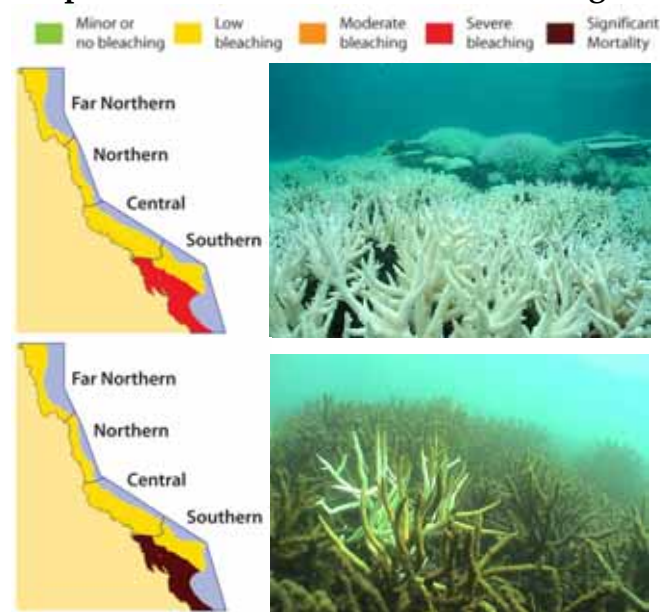 Minor or
no bleaching
Low
bleaching
Moderate
bleaching
Severe
bleaching
Significant
Mortality
Far Northern
Northern
Central
Southern
Far Northern
Northern
Central
Southern